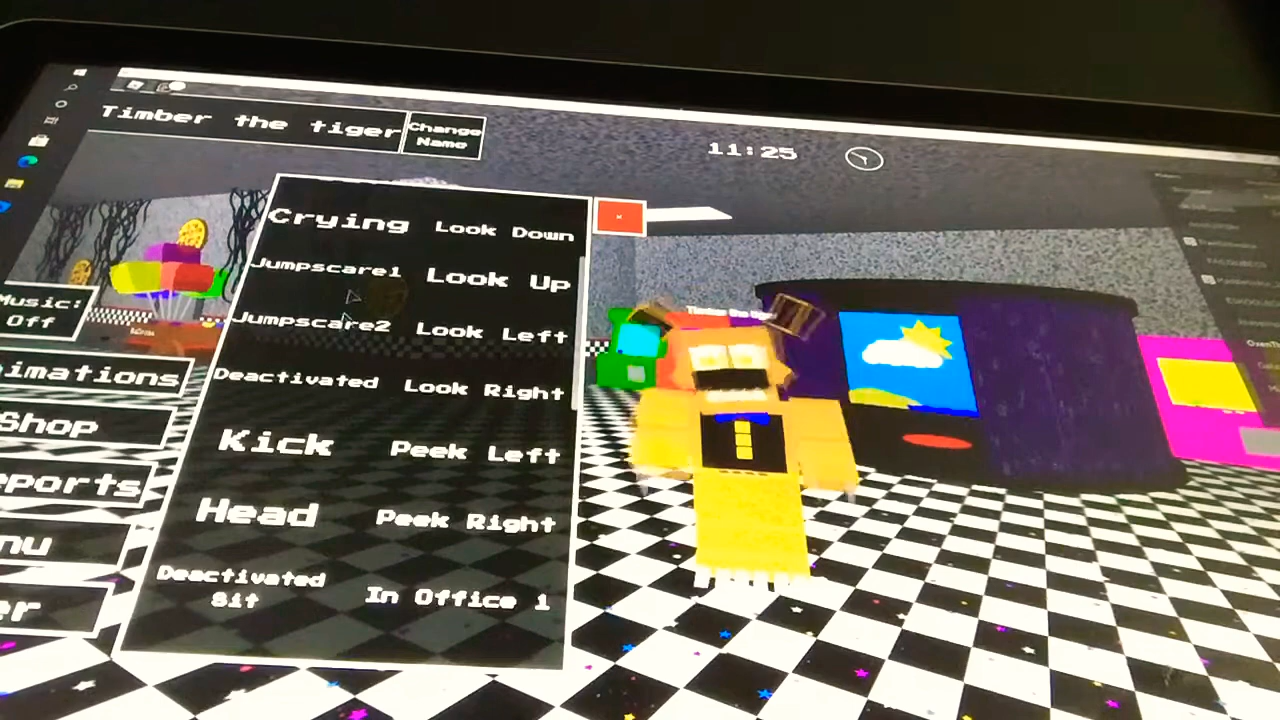 Timber the tiger
Change
Name
11:25
Crying
Look Down
Jumpscare1
Look Up
Jumpscare2
Look Left
Deactivated
Look Right
Kick
Peek Left
Head
Peek Right
Deactivated
Sit
In Office 1
Music:
Off
imations
Shop
eports
nu
er